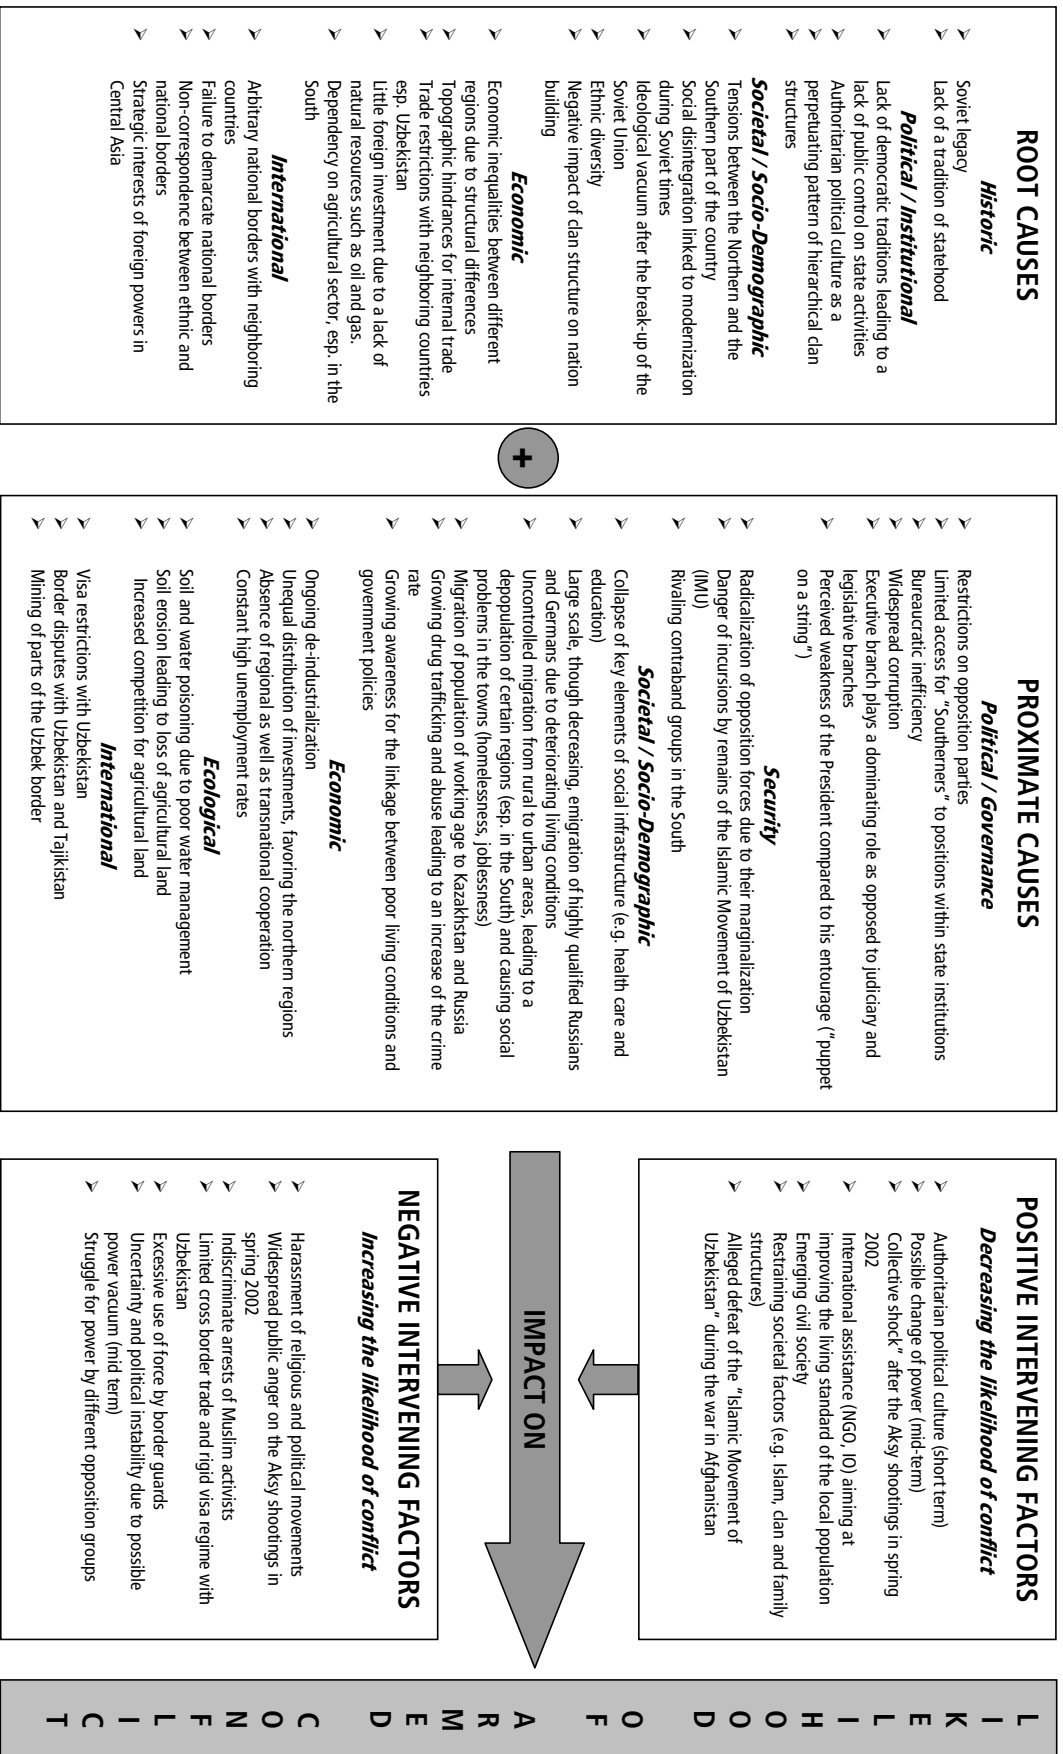 ROOT CAUSES
Historic
Soviet legacy
Lack of a tradition of statehood
Political / Institutional
Lack of democratic traditions leading to a
lack of public control on state activities
Authoritarian political culture as a
perpetuating pattern of hierarchical clan
structures
Societal / Socio-Demographic
Tensions between the Northern and the
Southern part of the country
Social disintegration linked to modernization
during Soviet times
Ideological vacuum after the break-up of the
Soviet Union
Ethnic diversity
Negative impact of clan structure on nation
building
Economic
Economic inequalities between different
regions due to structural differences
Topographic hindrances for internal trade
Trade restrictions with neighboring countries
esp. Uzbekistan
Little foreign investment due to a lack of
natural resources such as oil and gas.
Dependency on agricultural sector, esp. in the
South
International
Arbitrary national borders with neighboring
countries
Failure to demarcate national borders
Non-correspondence between ethnic and
national borders
Strategic interests of foreign powers in
Central Asia
+
PROXIMATE CAUSES
Political / Governance
Restrictions on opposition parties
Limited access for “Southerners” to positions within state institutions
Bureaucratic inefficiency
Widespread corruption
Executive branch plays a dominating role as opposed to judiciary and
legislative branches
Perceived weakness of the President compared to his entourage (“puppet
on a string”)
Security
Radicalization of opposition forces due to their marginalization
Danger of incursions by remains of the Islamic Movement of Uzbekistan
(IMU)
Rivaling contraband groups in the South
Societal / Socio-Demographic
Collapse of key elements of social infrastructure (e.g. health care and
education)
Large scale, though decreasing, emigration of highly qualified Russians
and Germans due to deteriorating living conditions
Uncontrolled migration from rural to urban areas, leading to a
depopulation of certain regions (esp. in the South) and causing social
problems in the towns (homelessness, joblessness)
Migration of population of working age to Kazakhstan and Russia
Growing drug trafficking and abuse leading to an increase of the crime
rate
Growing awareness for the linkage between poor living conditions and
government policies
Economic
Ongoing de-industrialization
Unequal distribution of investments, favoring the northern regions
Absence of regional as well as transnational cooperation
Constant high unemployment rates
Ecological
Soil and water poisoning due to poor water management
Soil erosion leading to loss of agricultural land
Increased competition for agricultural land
International
Visa restrictions with Uzbekistan
Border disputes with Uzbekistan and Tajikistan
Mining of parts of the Uzbek border
POSITIVE INTERVENING FACTORS
Decreasing the likelihood of conflict
Authoritarian political culture (short term)
Possible change of power (mid-term)
Collective shock” after the Aksy shootings in spring
2002
International assistance (NGO, IO) aiming at
improving the living standard of the local population
Emerging civil society
Restraining societal factors (e.g. Islam, clan and family
structures)
Alleged defeat of the “Islamic Movement of
Uzbekistan” during the war in Afghanistan
IMPACT ON
NEGATIVE INTERVENING FACTORS
Increasing the likelihood of conflict
Harassment of religious and political movements
Widespread public anger on the Aksy shootings in
spring 2002
Indiscriminate arrests of Muslim activists
Limited cross border trade and rigid visa regime with
Uzbekistan
Excessive use of force by border guards
Uncertainty and political instability due to possible
power vacuum (mid term)
Struggle for power by different opposition groups
LIKELIHOOD OF ARMED CONFLICT